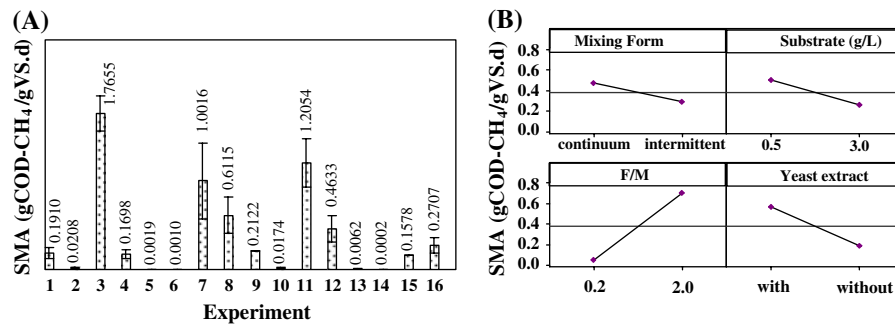 (A)
SMA (gCOD-CH4/gVS.d)
0.1910
0.0208
1.7655
0.1698
0.0019
0.0010
1.0016
0.6115
0.2122
0.0174
1.2054
0.4633
0.0062
0.0002
0.1578
0.2707
1 2 3 4 5 6 7 8 9 10 11 12 13 14 15 16
Experiment
(B)
SMA (gCOD-CH4/gVS.d)
Mixing Form Substrate (g/L)
0.8
0.6
0.4
0.2
0.0
continuum intermittent 0.5 3.0
F/M Yeast extract
0.8
0.6
0.4
0.2
0.0
0.2 2.0 with without